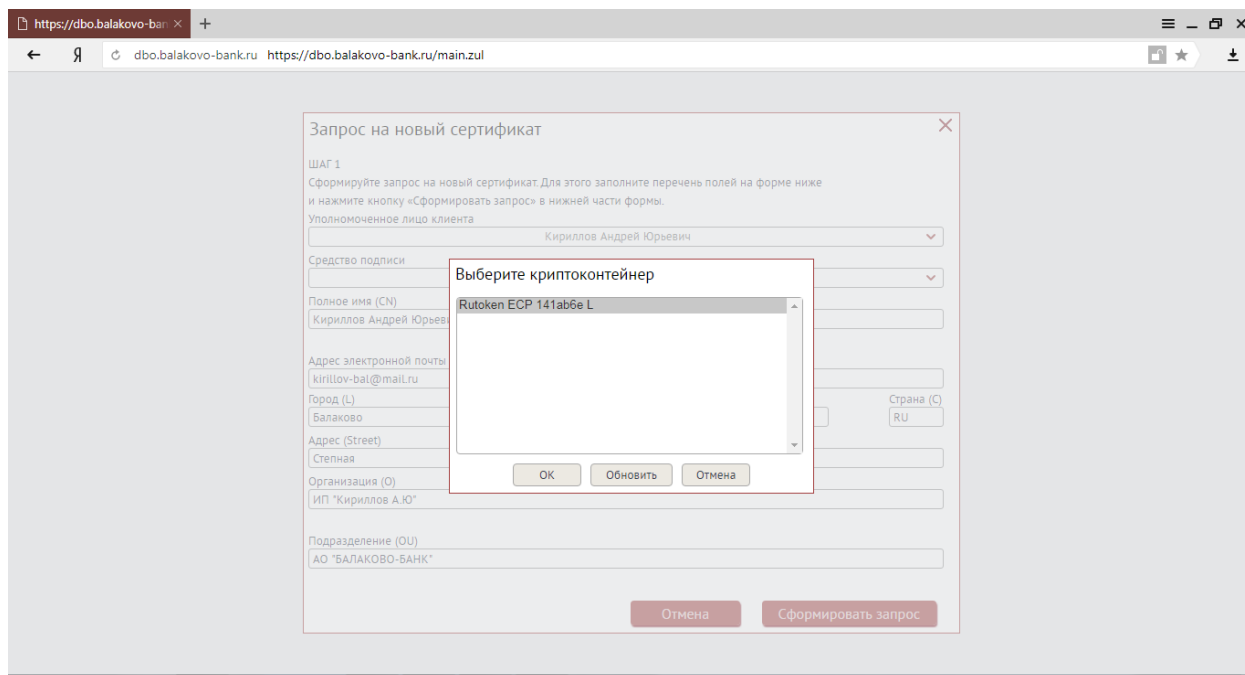 https://dbo.balakovo-ban
Я dbo.balakovo-bank.ru https://dbo.balakovo-bank.ru/main.zul
Запрос на новый сертификат
ШАГ 1
Сформируйте запрос на новый сертификат. Для этого заполните перечень полей на форме ниже
и нажмите кнопку «Сформировать запрос» в нижней части формы.
Уполномоченное лицо клиента
Кириллов Андрей Юрьевич
Средство подписи
Полное имя (CN)
Кириллов Андрей Юрьеви
Адрес электронной почты
kirillov-bal@mail.ru
Город (L) Страна (C)
Балаково RU
Адрес (Street)
Степная
Организация (O)
ИП "Кириллов А.Ю"
Подразделение (OU)
АО "БАЛАКОВО-БАНК"
Отмена Сформировать запрос
Выберите криптоконтейнер
Rutoken ECP 141ab6e L
ОК Обновить Отмена